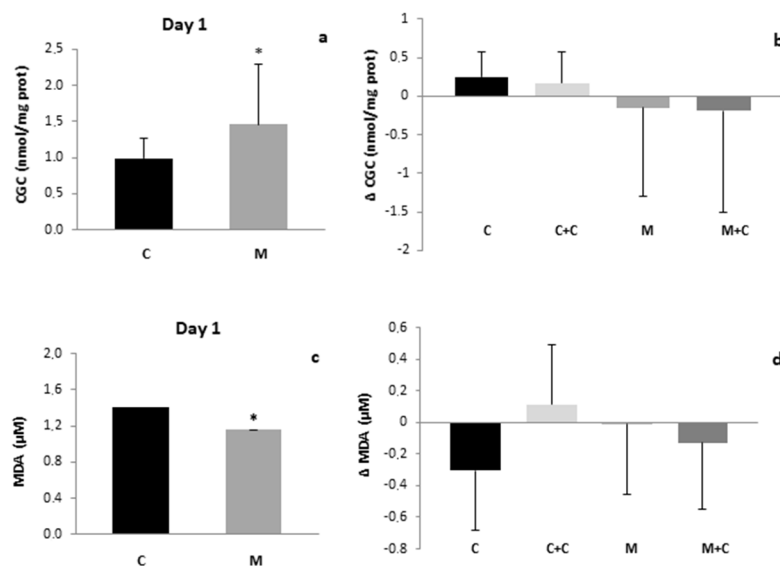 Day 1
a
*
CGC (nmol/mg prot)
2.5
2.0
1.5
1.0
0.5
0.0
C M
b
Δ CGC (nmol/mg prot)
1
0.5
0
-0.5
-1
-1.5
-2
C C+C M M+C
Day 1
c
*
MDA (μM)
2,0
1.6
1.2
0.8
0.4
0.0
C M
d
Δ MDA (μM)
0,6
0,4
0,2
0
-0,2
-0,4
-0,6
-0,8
C C+C M M+C